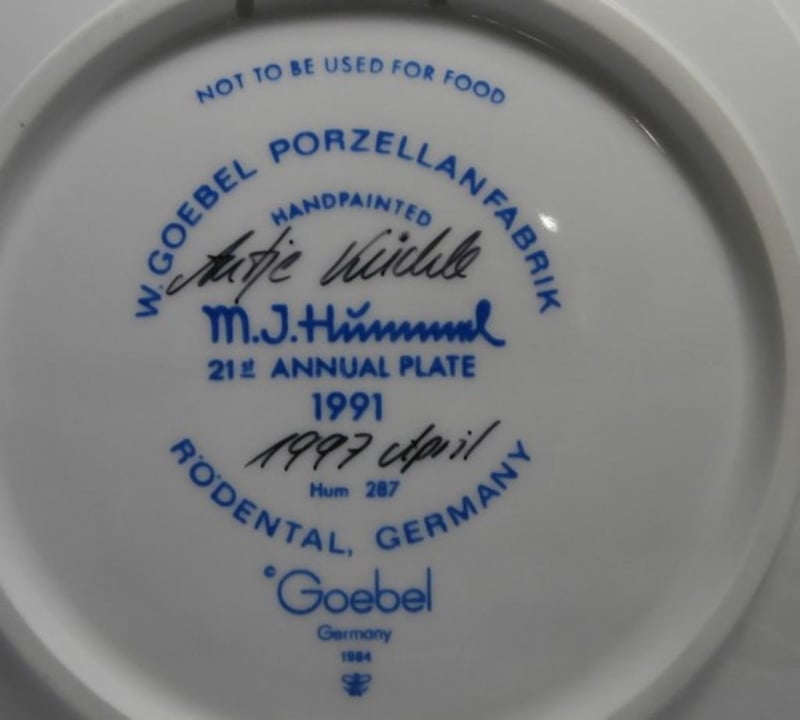 NOT TO BE USED FOR FOOD
W. GOEBEL PORZELLANFABRIK
HANDPAINTED
Antje Küchle
M.J. Hummel
21st ANNUAL PLATE
1991
1997 April
Hum 287
RÖDENTAL, GERMANY
© Goebel
Germany
1984